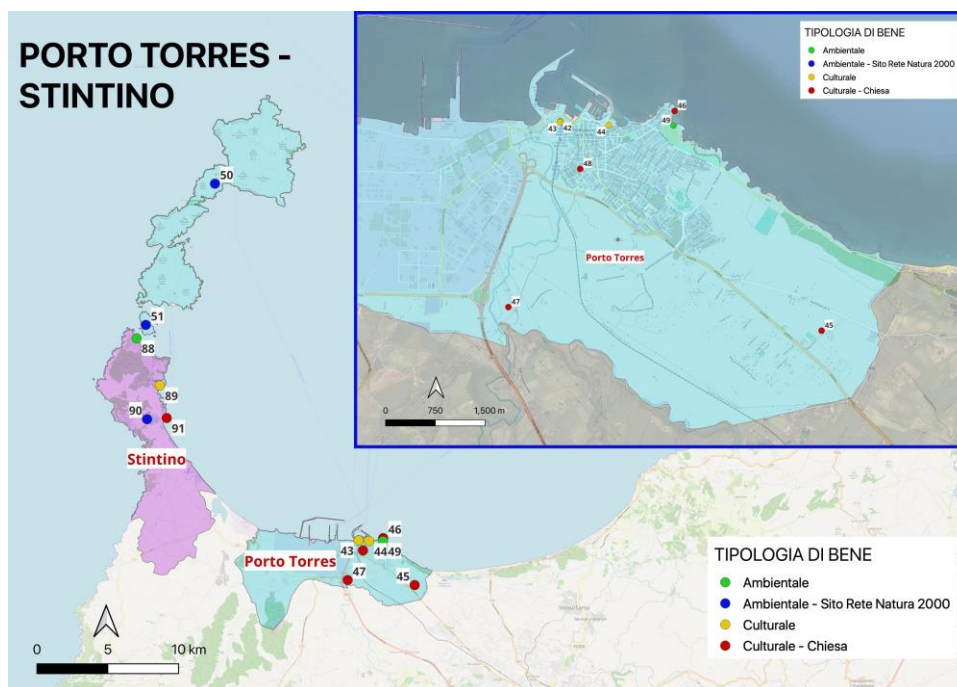 PORTO TORRES -
STINTINO
TIPOLOGIA DI BENE
Ambientale
Ambientale - Sito Rete Natura 2000
Culturale
Culturale - Chiesa
46
49
43
42
44
48
Porto Torres
47
45
0
750
1,500 m
50
51
88
89
90
91
Stintino
46
43
4449
Porto Torres
47
45
0
5
10 km
TIPOLOGIA DI BENE
Ambientale
Ambientale - Sito Rete Natura 2000
Culturale
Culturale - Chiesa